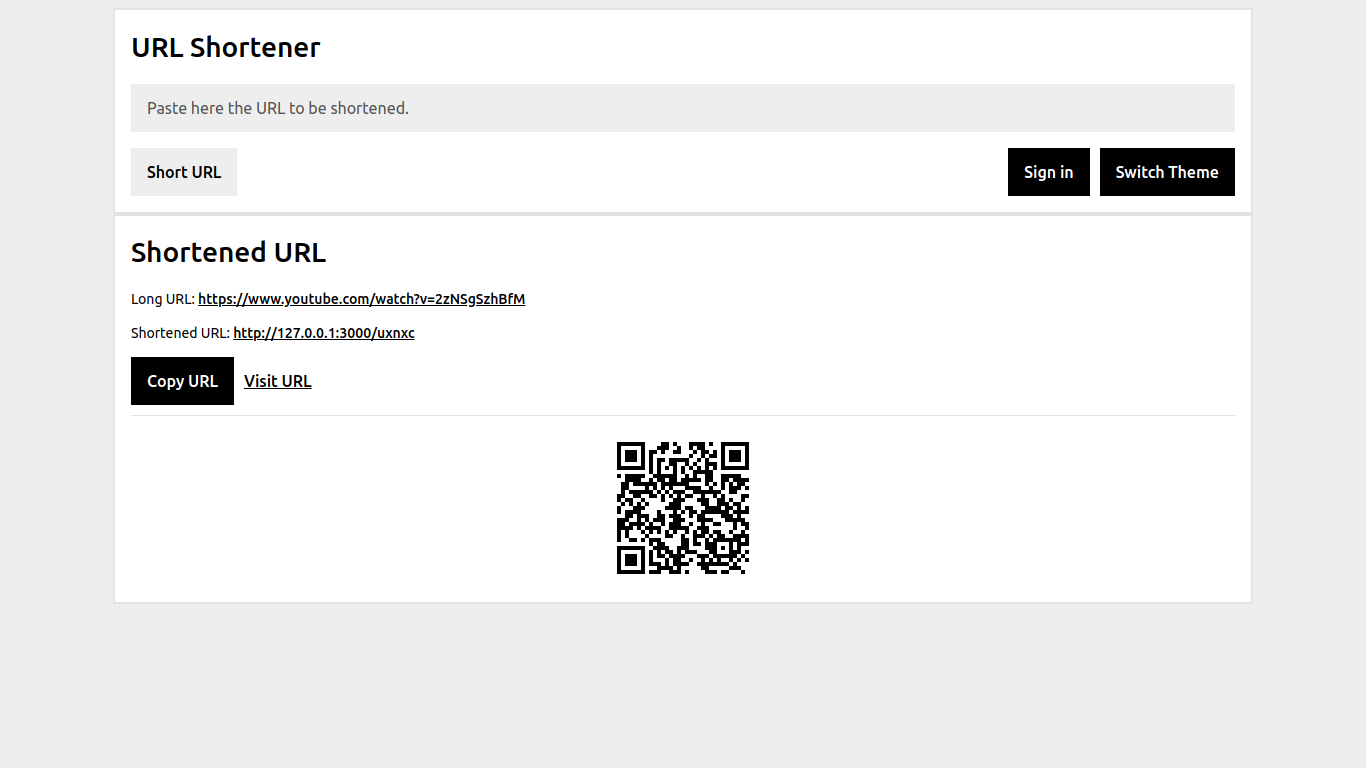 URL Shortener
Paste here the URL to be shortened.
Short URL
Sign in
Switch Theme
Shortened URL
Long URL: https://www.youtube.com/watch?v=2zNSgSzhBfM
Shortened URL: http://127.0.0.1:3000/uxnxc
Copy URL
Visit URL